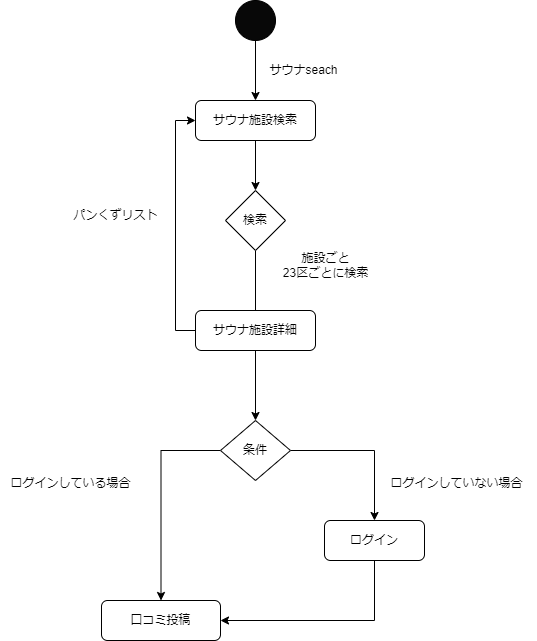 サウナseach
サウナ施設検索
パンくずリスト
検索
施設ごと
23区ごとに検索
サウナ施設詳細
条件
ログインしている場合
ログインしていない場合
ログイン
口コミ投稿